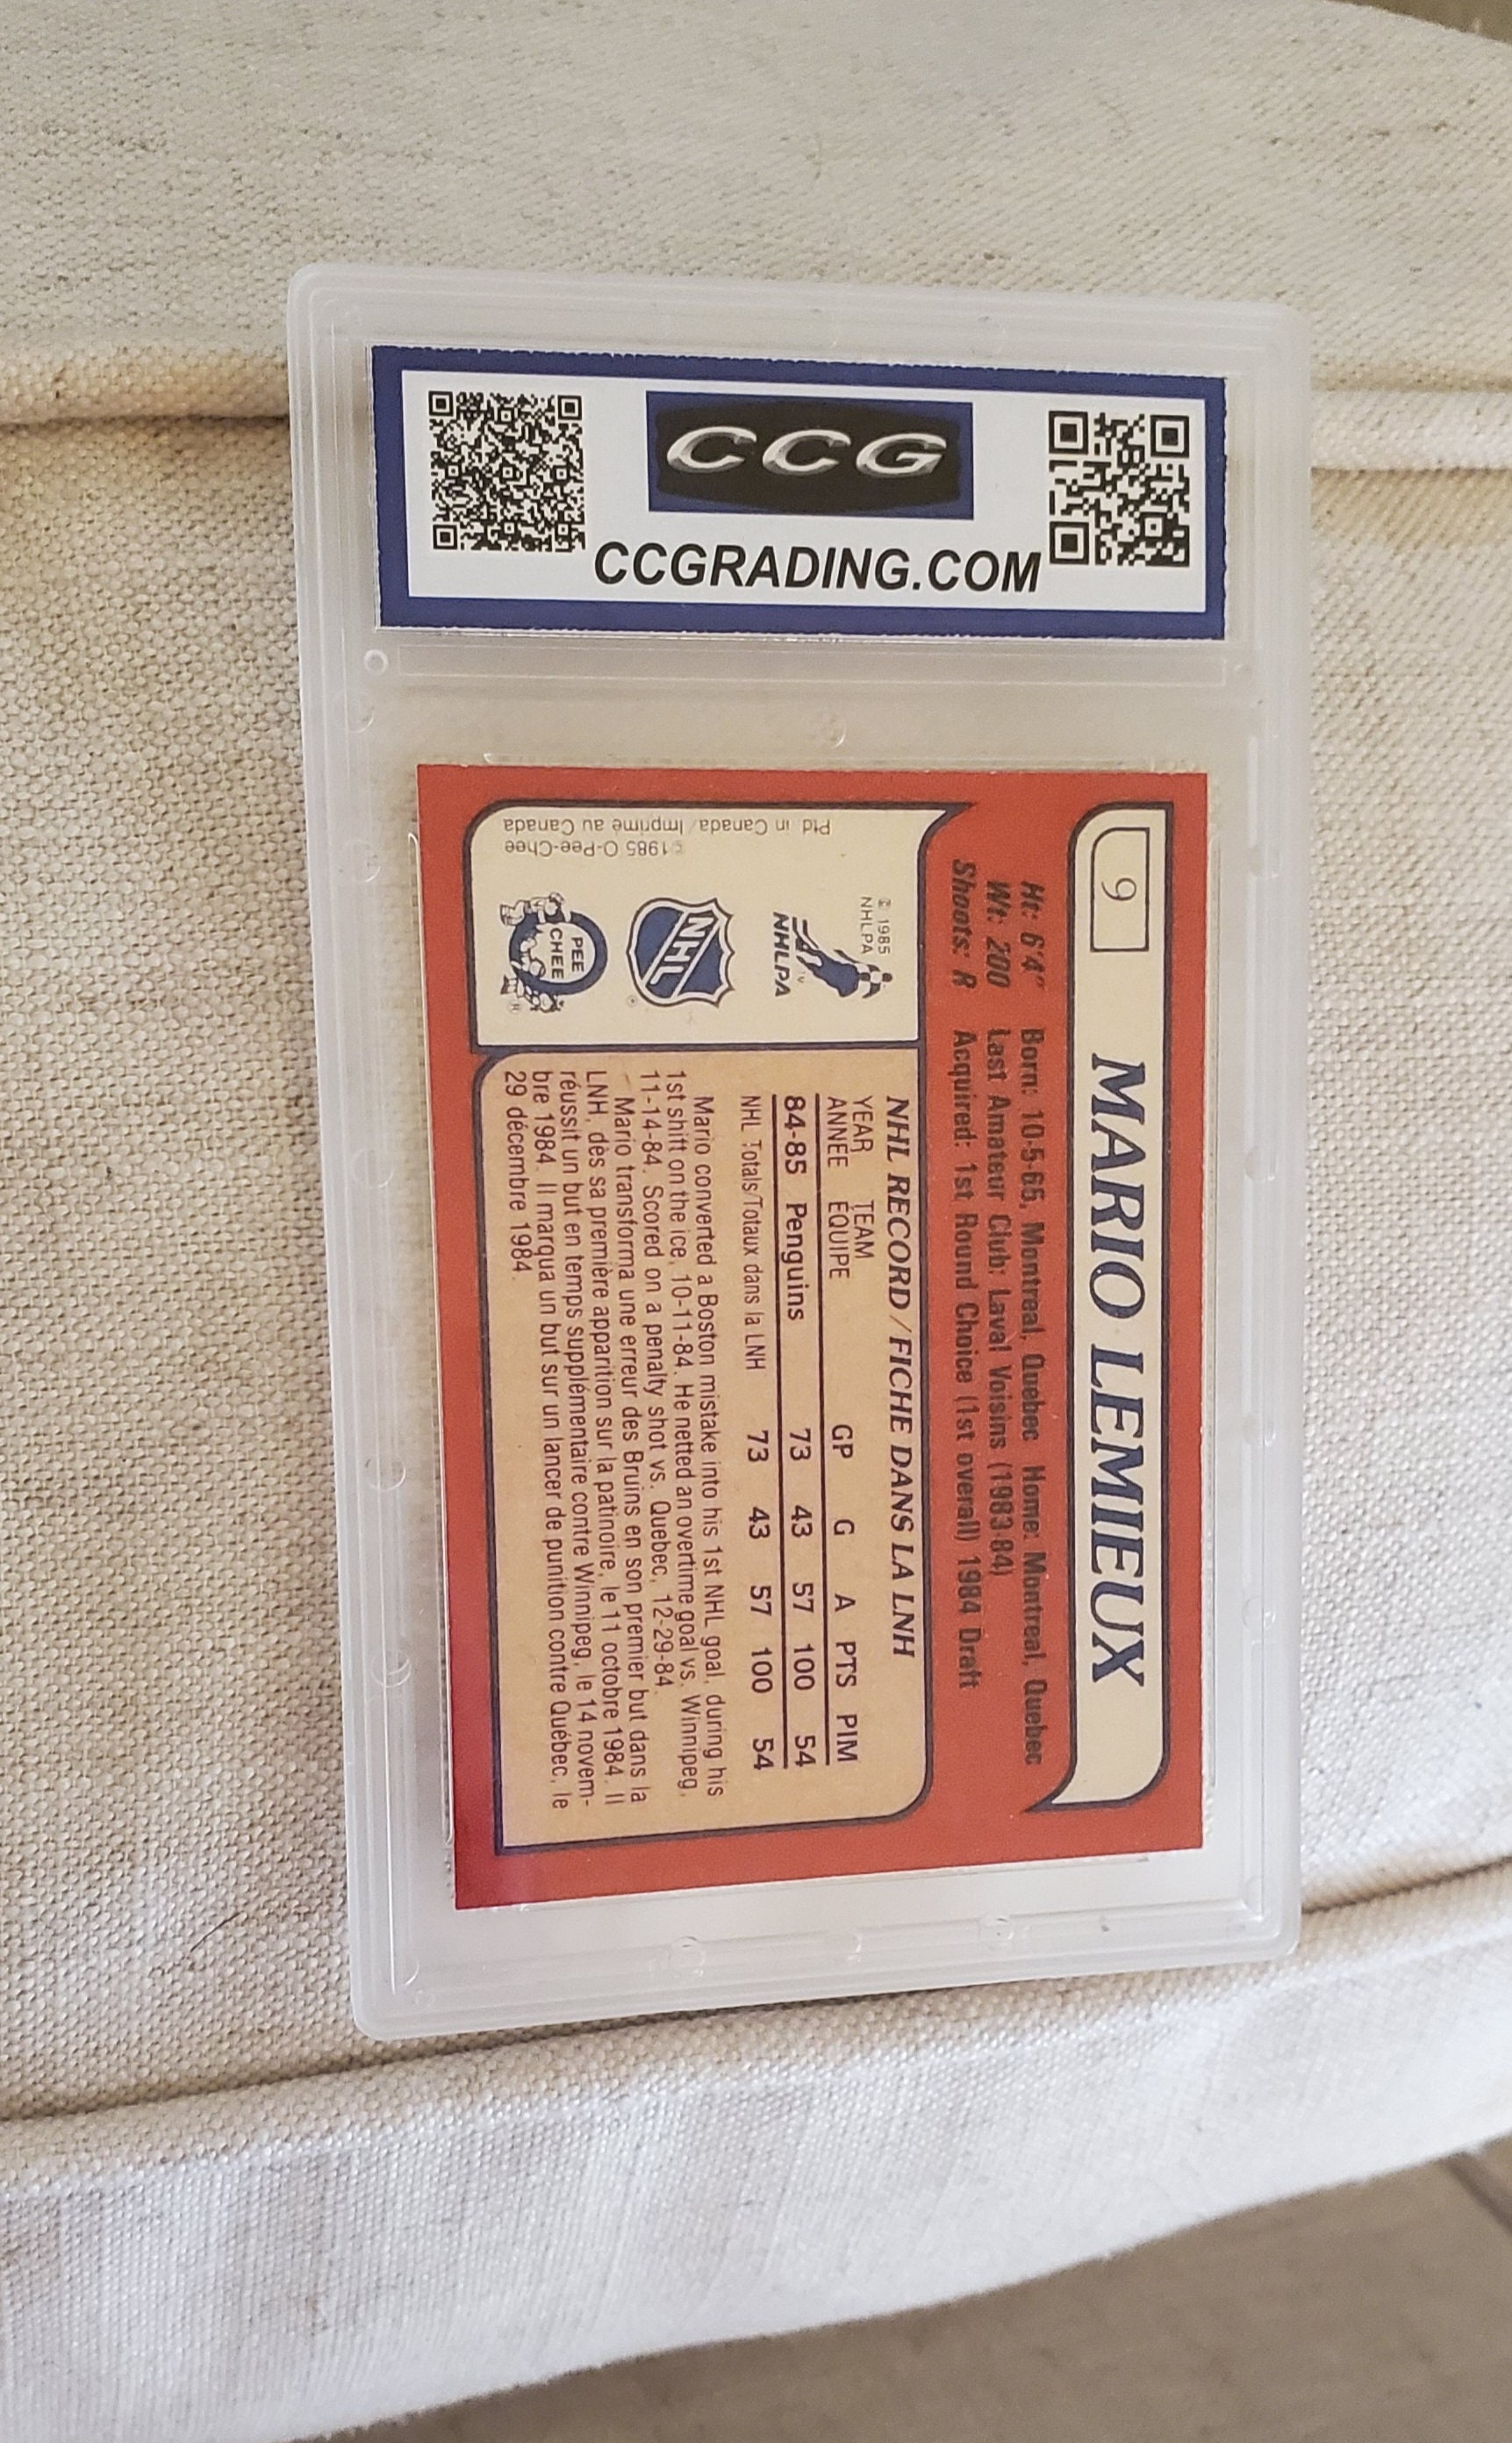 CCG
CCGRADING.COM
9
MARIO LEMIEUX
Ht: 6'4" Born: 10-5-65, Montreal, Quebec Home: Montreal, Quebec
Wt: 200 Last Amateur Club: Laval Voisins (1983-84)
Shoots: R Acquired: 1st Round Choice (1st overall) 1984 Draft
NHL RECORD / FICHE DANS LA LNH
YEAR TEAM
ANNÉE ÉQUIPE GP G A PTS PIM
84-85 Penguins 73 43 57 100 54
NHL Totals/Totaux dans la LNH 73 43 57 100 54
Mario converted a Boston mistake into his 1st NHL goal, during his
1st shift on the ice, 10-11-84. He netted an overtime goal vs. Winnipeg,
11-14-84. Scored on a penalty shot vs. Quebec, 12-29-84.
Mario transforma une erreur des Bruins en son premier but dans la
LNH, dès sa première apparition sur la patinoire, le 11 octobre 1984. Il
réussit un but en temps supplémentaire contre Winnipeg, le 14 novem-
bre 1984. Il marqua un but sur un lancer de punition contre Québec, le
29 décembre 1984.
© 1985
NHLPA
NHLPA
NHL
PEE
CHEE
©1985 O-Pee-Chee
Ptd in Canada/Imprimé au Canada